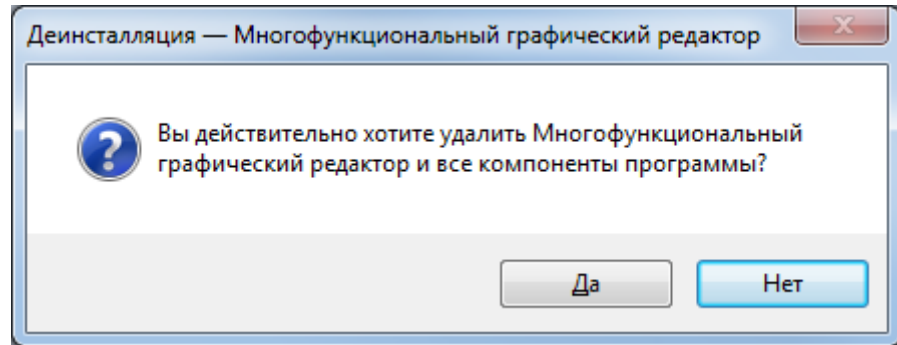 Деинсталляция — Многофункциональный графический редактор
Вы действительно хотите удалить Многофункциональный
графический редактор и все компоненты программы?
Да
Нет